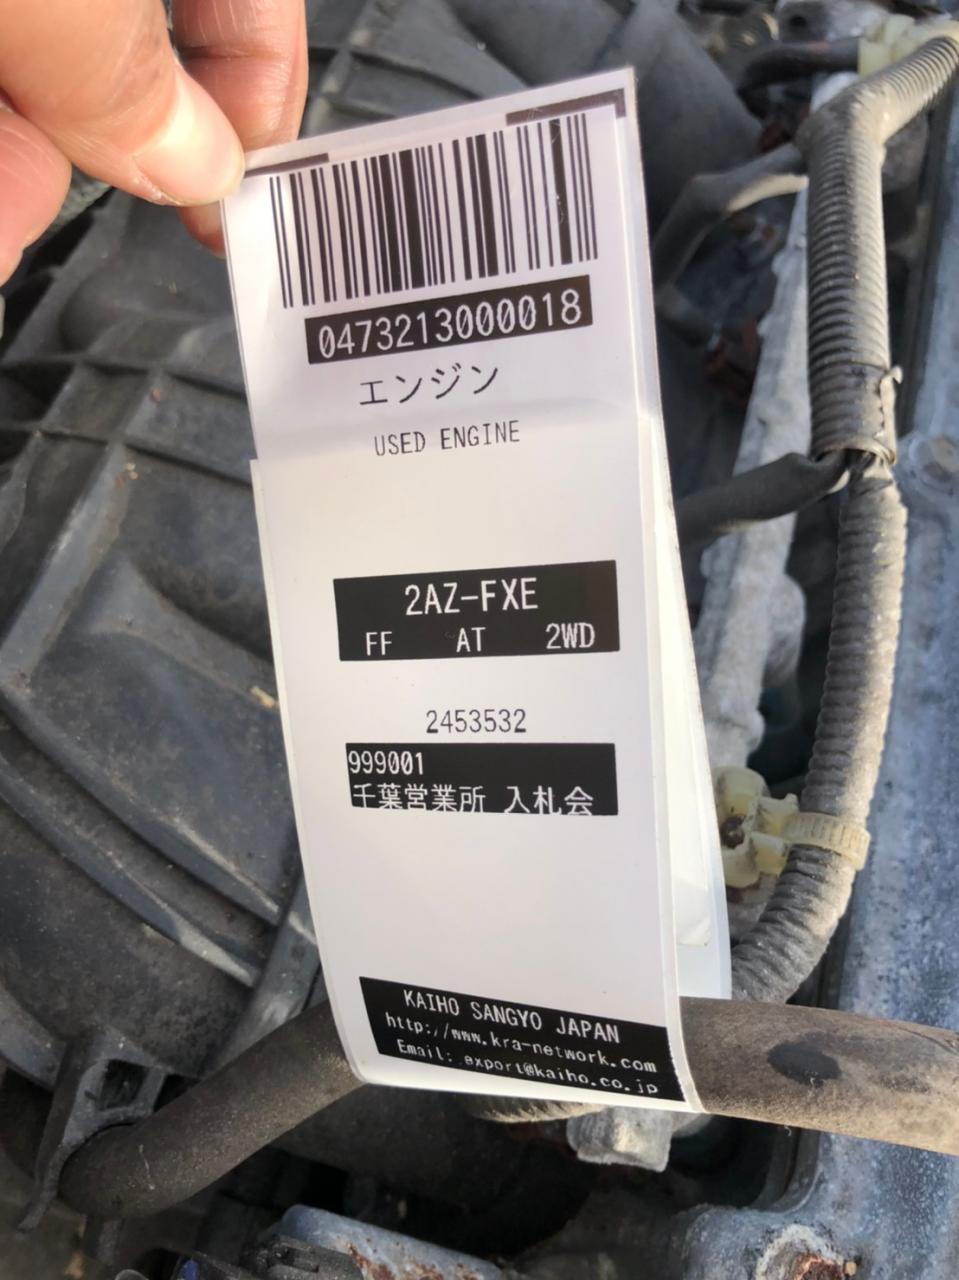 0473213000018
エンジン
USED ENGINE
2AZ-FXE
FF AT 2WD
2453532
999001
千葉営業所 入札会
KAIHO SANGYO JAPAN
http://www.kra-network.com
Email: export@kaiho.co.jp